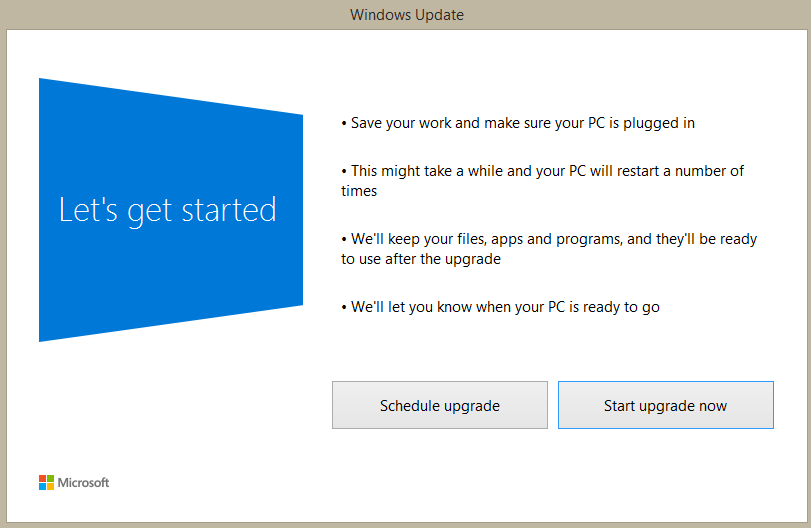 Windows Update
Let's get started
• Save your work and make sure your PC is plugged in
• This might take a while and your PC will restart a number of
times
• We'll keep your files, apps and programs, and they'll be ready
to use after the upgrade
• We'll let you know when your PC is ready to go
Schedule upgrade
Start upgrade now
Microsoft